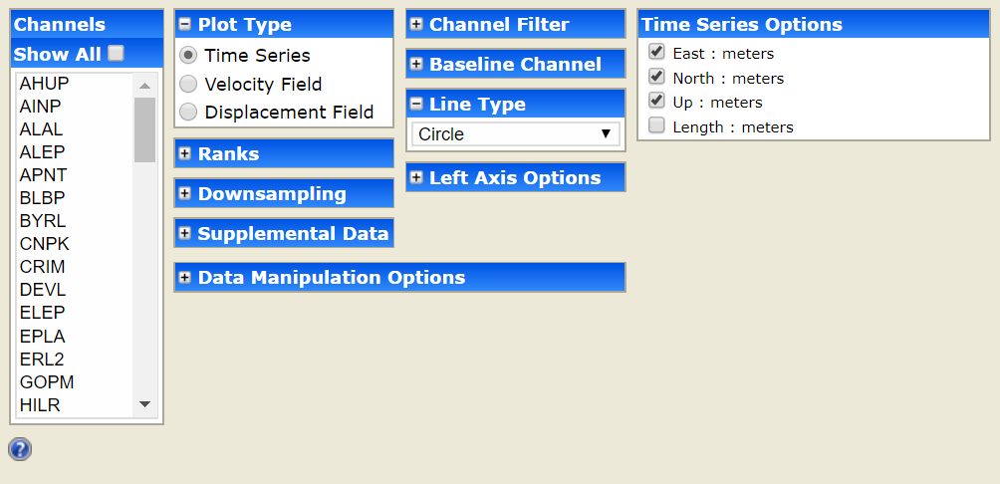 Channels
Show All
AHUP
AINP
ALAL
ALEP
APNT
BLBP
BYRL
CNPK
CRIM
DEVL
ELEP
EPLA
ERL2
GOPM
HILR
Plot Type
Time Series
Velocity Field
Displacement Field
Ranks
Downsampling
Supplemental Data
Channel Filter
Baseline Channel
Line Type
Circle
Left Axis Options
Data Manipulation Options
Time Series Options
East : meters
North : meters
Up : meters
Length : meters
?